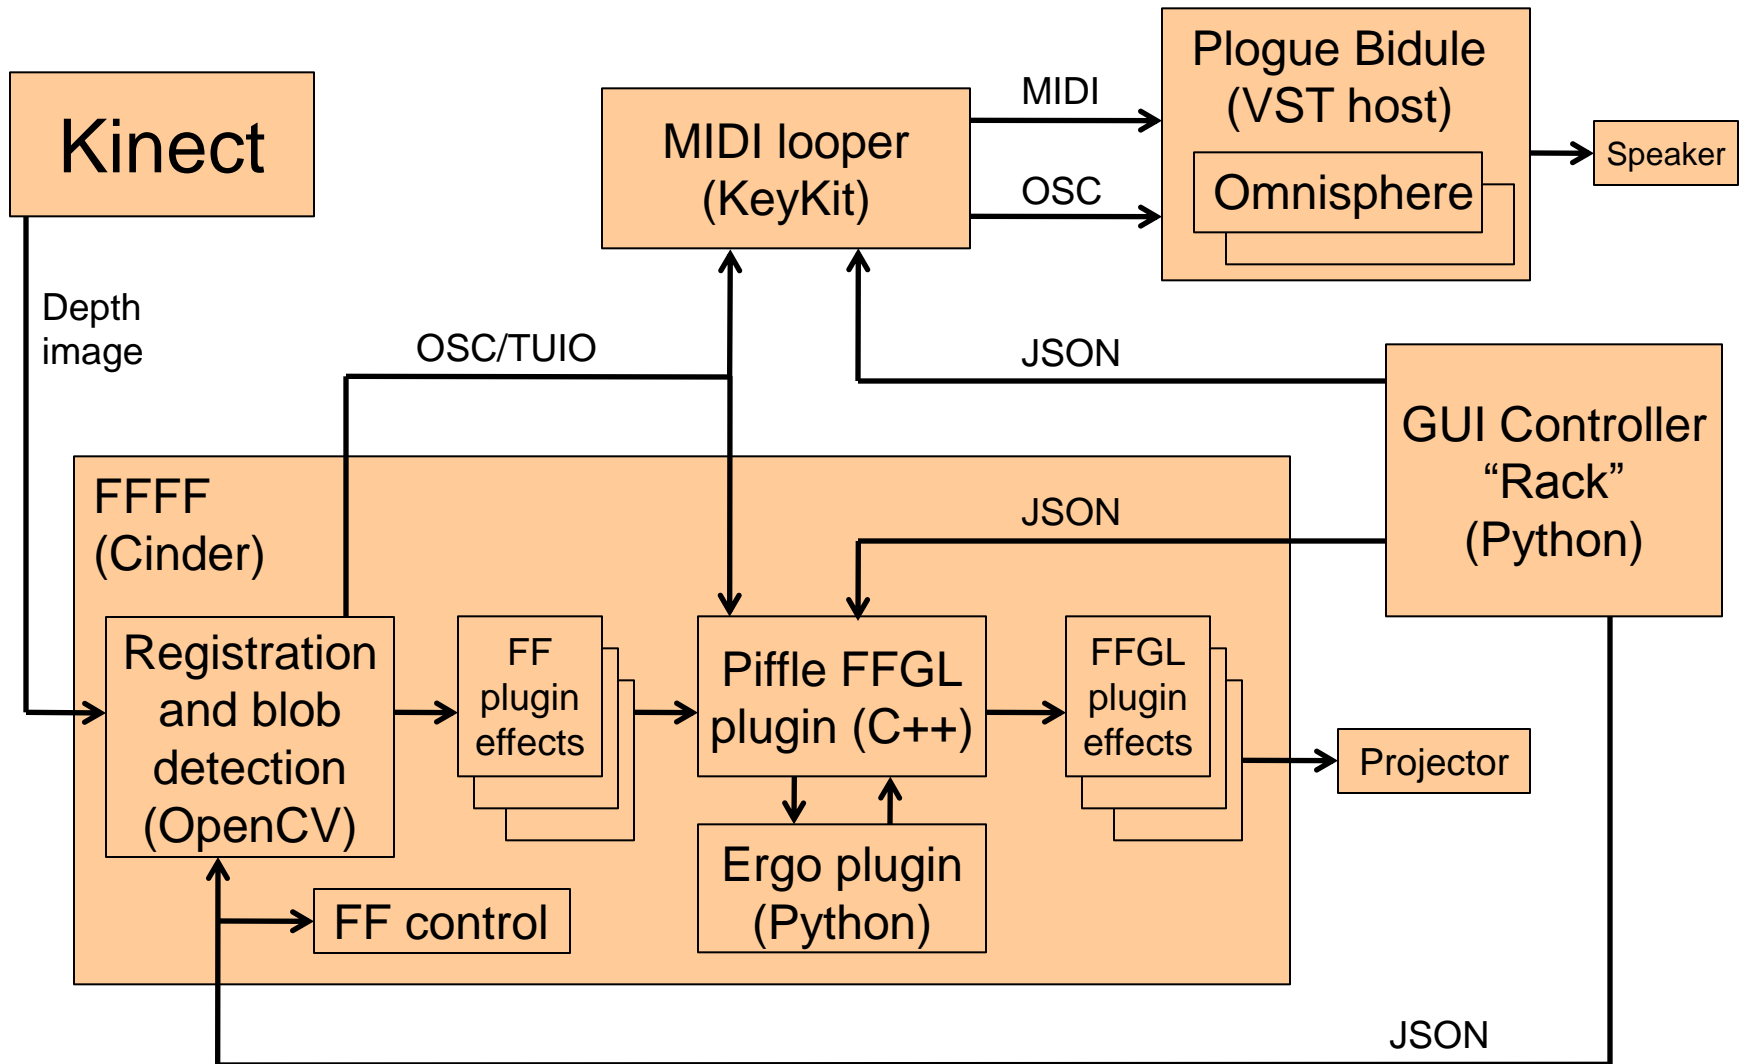 Kinect
Depth
image
MIDI looper
(KeyKit)
MIDI
OSC
Plogue Bidule
(VST host)
Omnisphere
Speaker
OSC/TUIO
JSON
GUI Controller
“Rack”
(Python)
FFFF
(Cinder)
JSON
Registration
and blob
detection
(OpenCV)
FF
plugin
effects
Piffle FFGL
plugin (C++)
FFGL
plugin
effects
Projector
Ergo plugin
(Python)
FF control
JSON